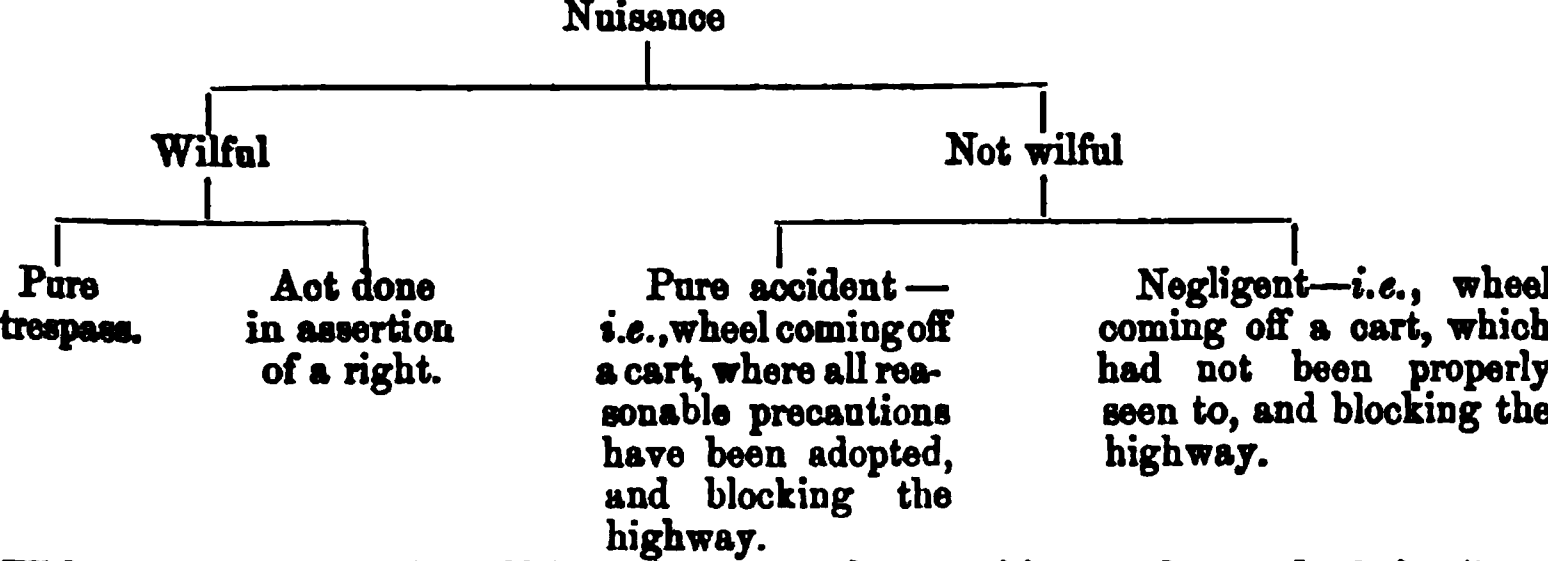 Nuisance
Wilful
Not wilful
Pure
trespass.
Act done
in assertion
of a right.
Pure accident —
i.e., wheel coming off
a cart, where all rea-
sonable precautions
have been adopted,
and blocking the
highway.
Negligent—i.e., wheel
coming off a cart, which
had not been properly
seen to, and blocking the
highway.